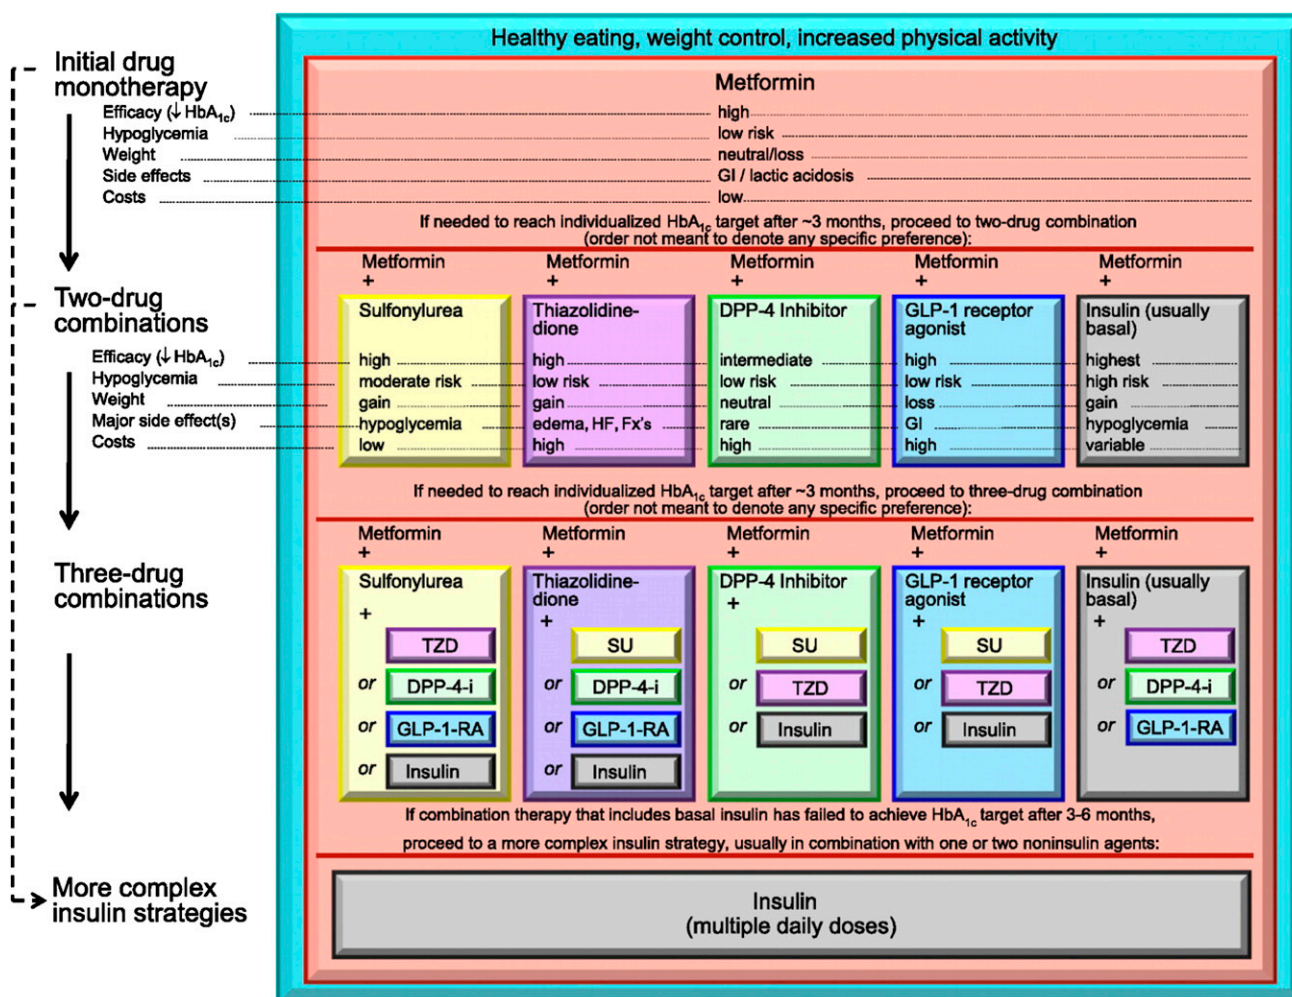 Healthy eating, weight control, increased physical activity
Initial drug
monotherapy
Metformin
Efficacy (↓ HbA1c) high
Hypoglycemia low risk
Weight neutral/loss
Side effects GI / lactic acidosis
Costs low
If needed to reach individualized HbA1c target after ~3 months, proceed to two-drug combination
(order not meant to denote any specific preference):
Metformin Metformin Metformin Metformin Metformin
+ + + + +
Two-drug
combinations
Sulfonylurea Thiazolidine- DPP-4 Inhibitor GLP-1 receptor Insulin (usually
dione agonist basal)
Efficacy (↓ HbA1c) high high intermediate high highest
Hypoglycemia moderate risk low risk low risk low risk high risk
Weight gain gain neutral loss gain
Major side effect(s) hypoglycemia edema, HF, Fx's rare GI hypoglycemia
Costs low high high high variable
If needed to reach individualized HbA1c target after ~3 months, proceed to three-drug combination
(order not meant to denote any specific preference):
Metformin Metformin Metformin Metformin Metformin
+ + + + +
Three-drug
combinations
Sulfonylurea Thiazolidine- DPP-4 Inhibitor GLP-1 receptor Insulin (usually
dione agonist basal)
+ + + + +
TZD SU SU SU TZD
or DPP-4-i or DPP-4-i or TZD or TZD or DPP-4-i
or GLP-1-RA or GLP-1-RA or Insulin or Insulin or GLP-1-RA
or Insulin or Insulin
If combination therapy that includes basal insulin has failed to achieve HbA1c target after 3-6 months,
proceed to a more complex insulin strategy, usually in combination with one or two noninsulin agents:
More complex
insulin strategies
Insulin
(multiple daily doses)